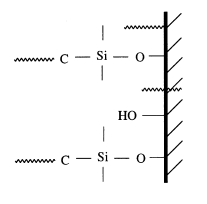 C — Si — O
HO
C — Si — O